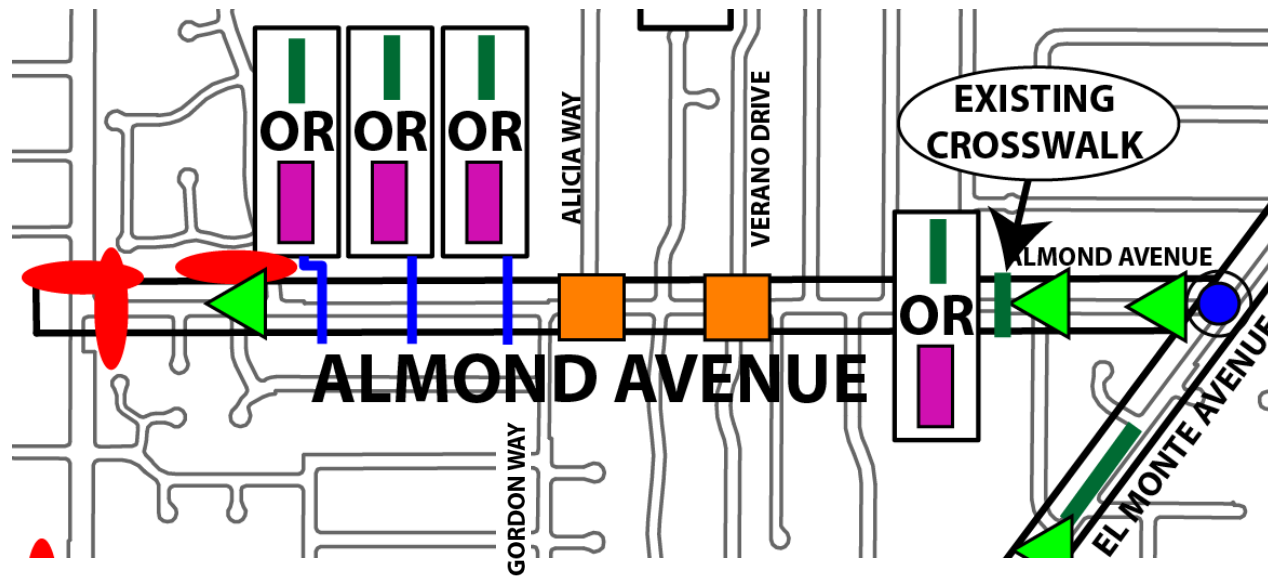 OR
OR
OR
ALICIA WAY
VERANO DRIVE
EXISTING
CROSSWALK
ALMOND AVENUE
OR
ALMOND AVENUE
GORDON WAY
EL MONTE AVENUE